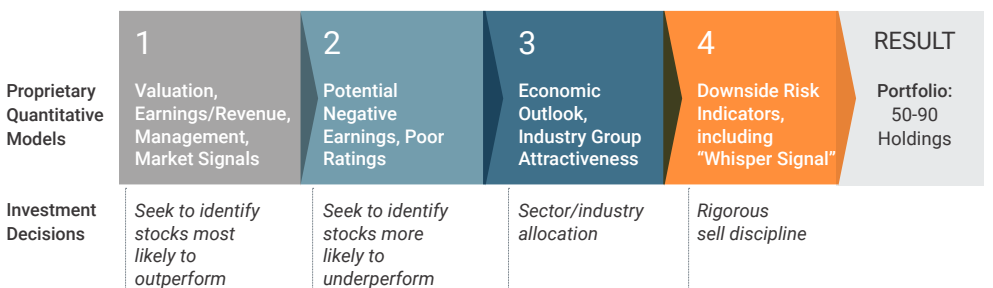 Proprietary
Quantitative
Models
1
Valuation,
Earnings/Revenue,
Management,
Market Signals
2
Potential
Negative
Earnings, Poor
Ratings
3
Economic
Outlook,
Industry Group
Attractiveness
4
Downside Risk
Indicators,
including
“Whisper Signal”
RESULT
Portfolio:
50-90
Holdings
Investment
Decisions
Seek to identify
stocks most
likely to
outperform
Seek to identify
stocks more
likely to
underperform
Sector/industry
allocation
Rigorous
sell discipline